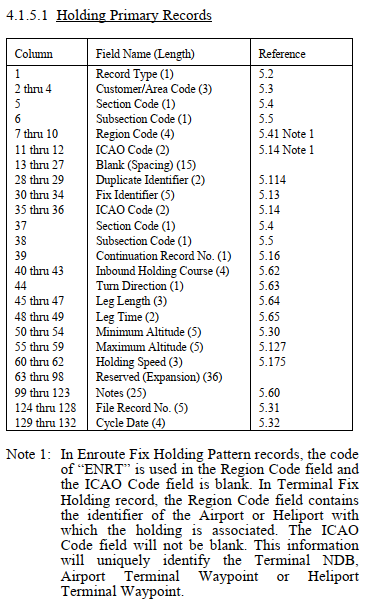 4.1.5.1 Holding Primary Records
Column Field Name (Length) Reference
1 Record Type (1) 5.2
2 thru 4 Customer/Area Code (3) 5.3
5 Section Code (1) 5.4
6 Subsection Code (1) 5.5
7 thru 10 Region Code (4) 5.41 Note 1
11 thru 12 ICAO Code (2) 5.14 Note 1
13 thru 27 Blank (Spacing) (15)
28 thru 29 Duplicate Identifier (2) 5.114
30 thru 34 Fix Identifier (5) 5.13
35 thru 36 ICAO Code (2) 5.14
37 Section Code (1) 5.4
38 Subsection Code (1) 5.5
39 Continuation Record No. (1) 5.16
40 thru 43 Inbound Holding Course (4) 5.62
44 Turn Direction (1) 5.63
45 thru 47 Leg Length (3) 5.64
48 thru 49 Leg Time (2) 5.65
50 thru 54 Minimum Altitude (5) 5.30
55 thru 59 Maximum Altitude (5) 5.127
60 thru 62 Holding Speed (3) 5.175
63 thru 98 Reserved (Expansion) (36)
99 thru 123 Notes (25) 5.60
124 thru 128 File Record No. (5) 5.31
129 thru 132 Cycle Date (4) 5.32
Note 1: In Enroute Fix Holding Pattern records, the code
of “ENRT” is used in the Region Code field and
the ICAO Code field is blank. In Terminal Fix
Holding record, the Region Code field contains
the identifier of the Airport or Heliport with
which the holding is associated. The ICAO
Code field will not be blank. This information
will uniquely identify the Terminal NDB,
Airport Terminal Waypoint or Heliport
Terminal Waypoint.